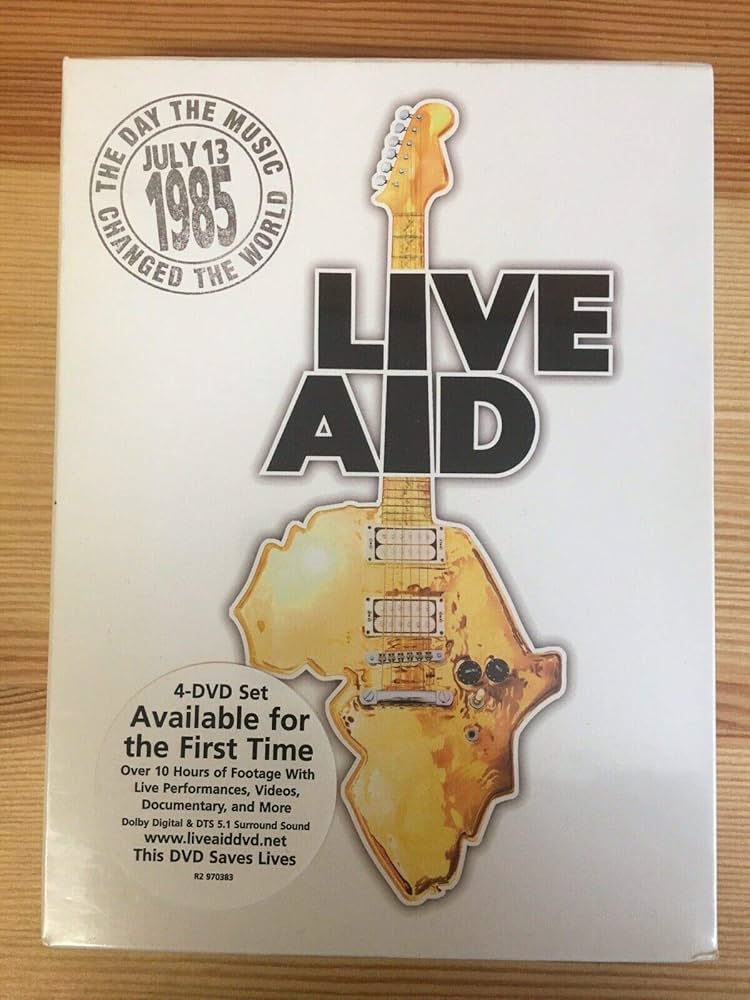 THE DAY THE MUSIC
JULY 13
1985
CHANGED THE WORLD
LIVE
AID
4-DVD Set
Available for
the First Time
Over 10 Hours of Footage With
Live Performances, Videos,
Documentary, and More
Dolby Digital & DTS 5.1 Surround Sound
www.liveaiddvd.net
This DVD Saves Lives
R2 970383